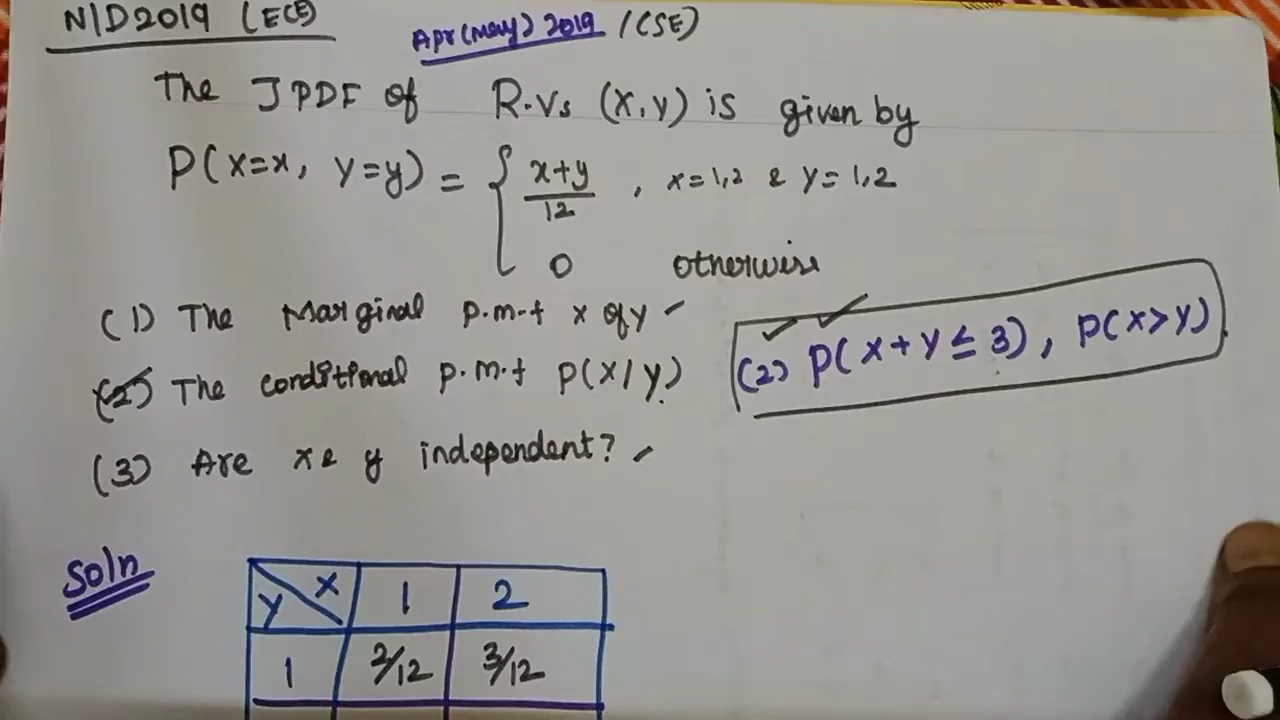 N/D2019 (ECE)
Apr(May) 2019 /(CSE)
The JPDF of R.Vs (X,Y) is given by
P(X=x, Y=y) = { x+y/12 , x=1,2 & y=1,2
0 otherwise
(1) The Marginal p.m.f x of y
(2) The conditional p.m.f P(X/Y)
(2) P(X+Y≤3), P(X>Y)
(3) Are x & y independent?
Soln
Y X 1 2
1 2/12 3/12